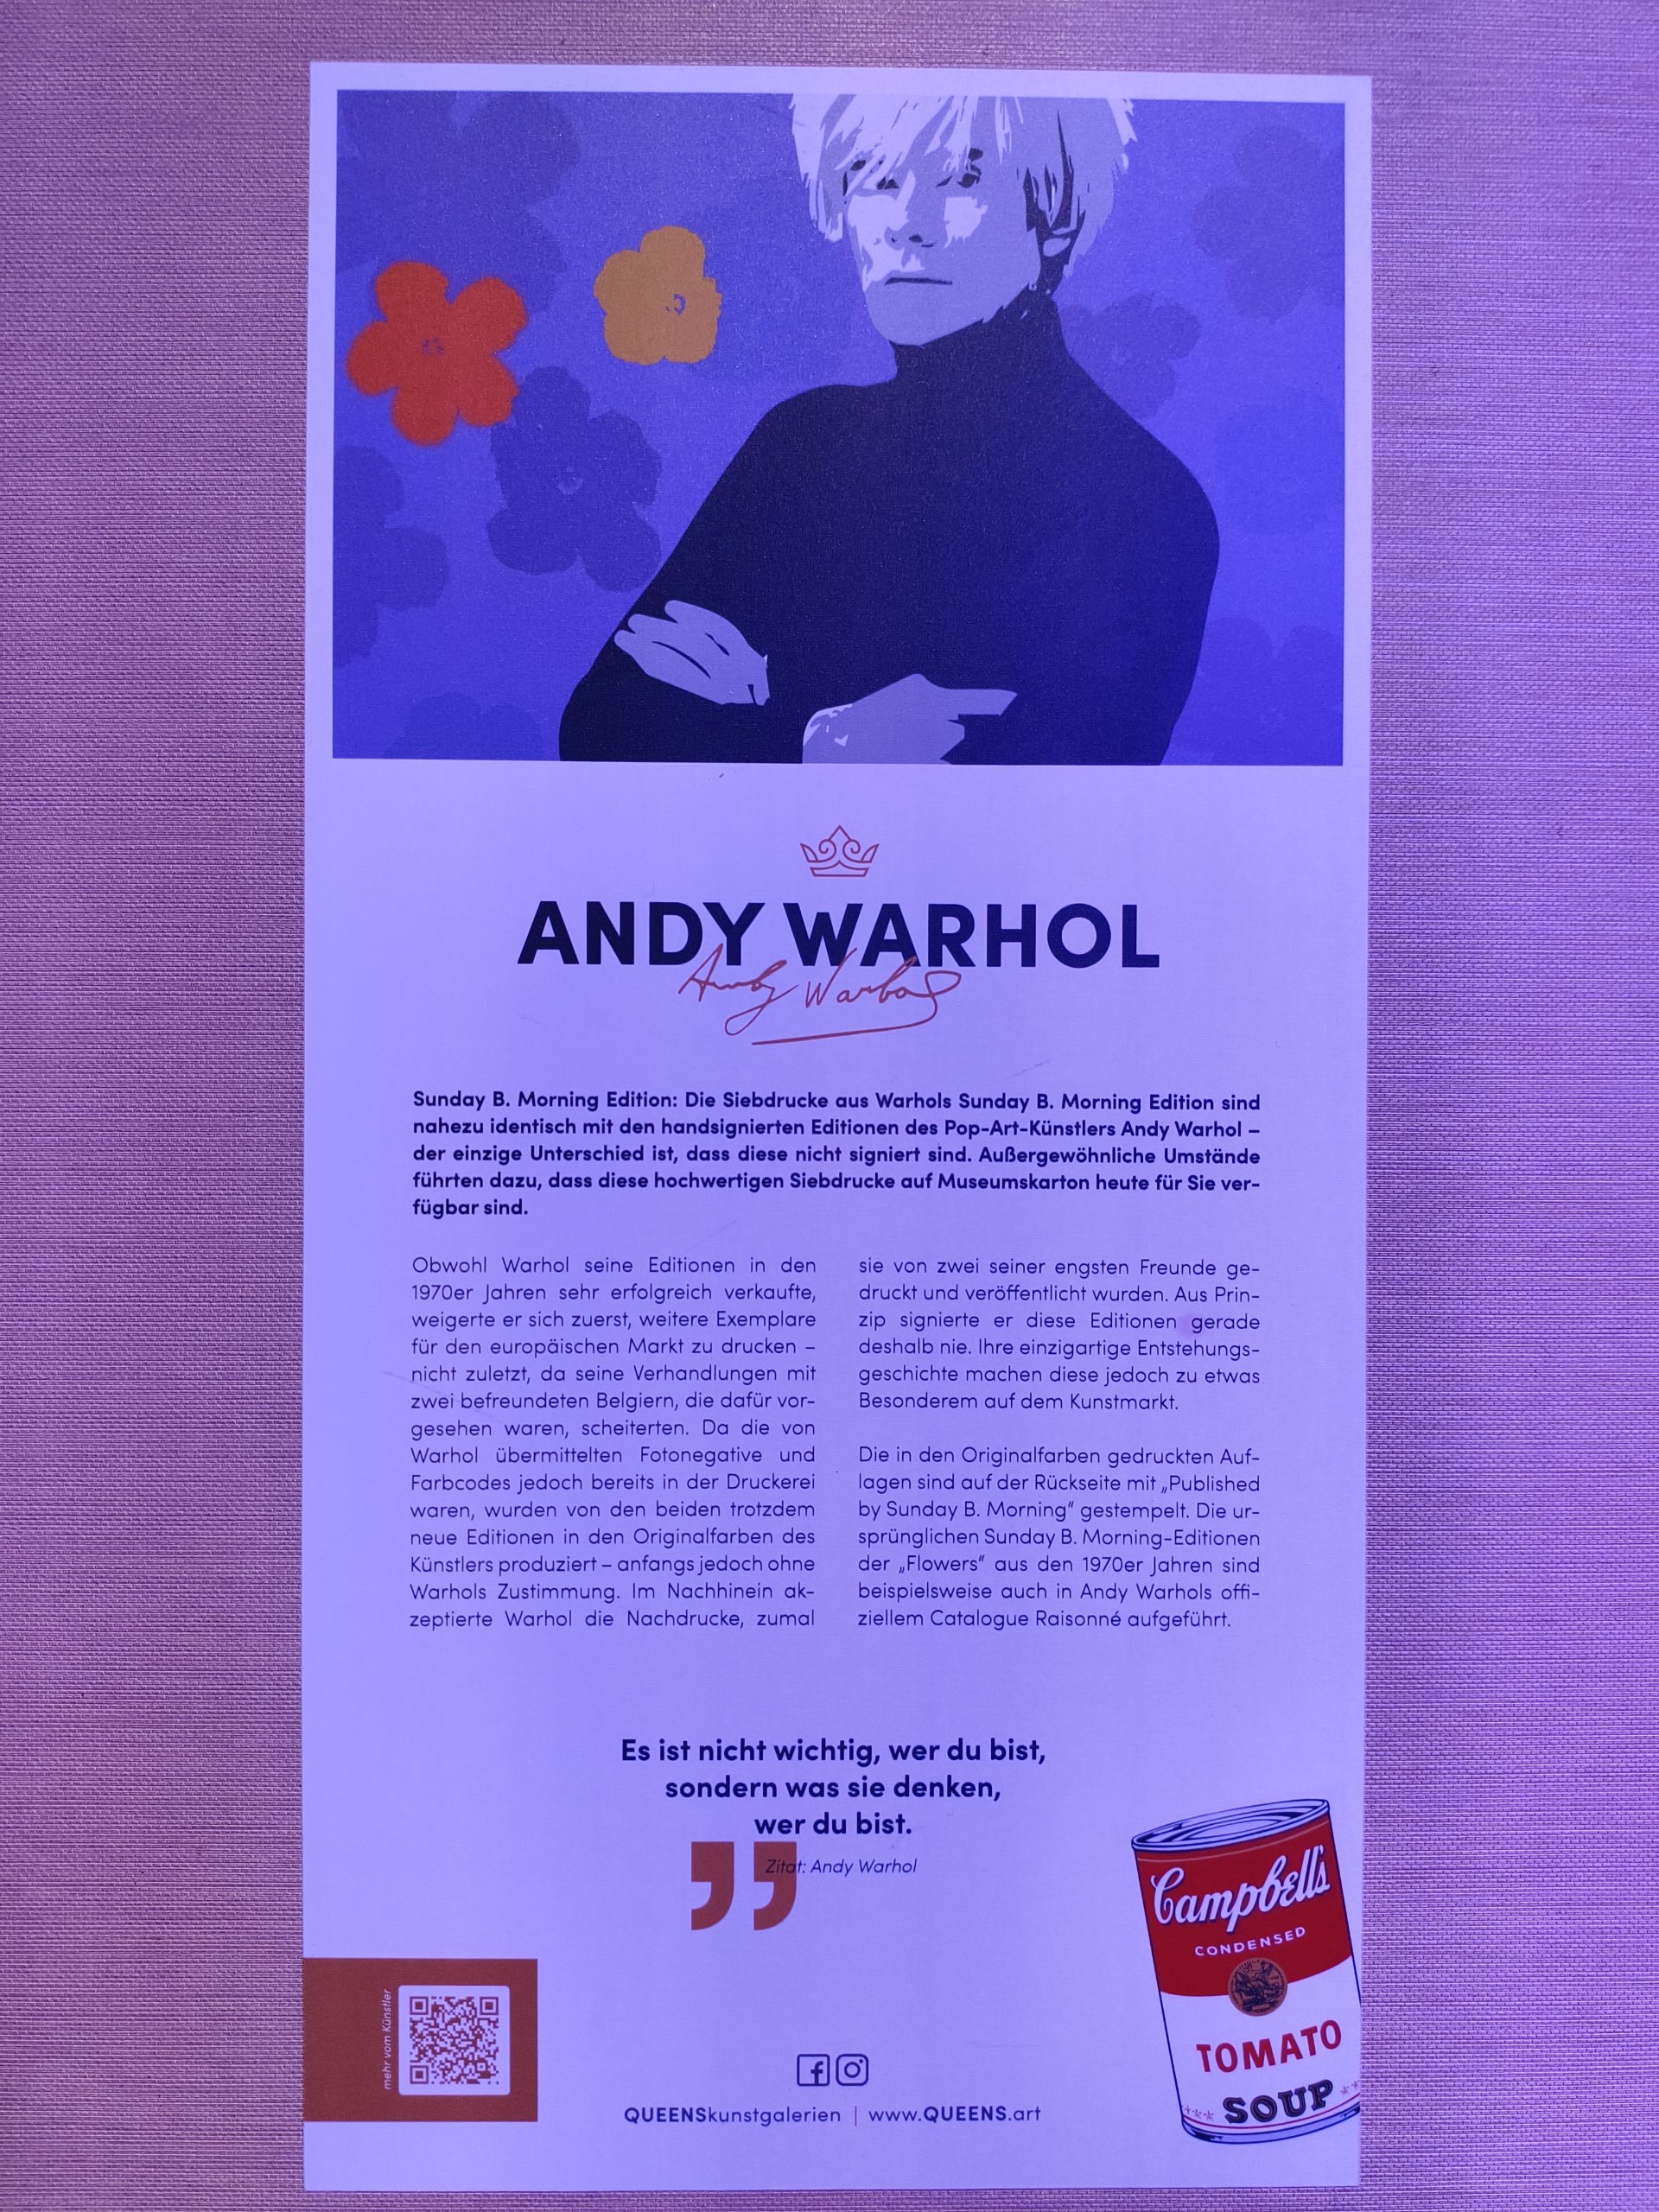 ANDY WARHOL
Andy Warhol
Sunday B. Morning Edition: Die Siebdrucke aus Warhols Sunday B. Morning Edition sind
nahezu identisch mit den handsignierten Editionen des Pop-Art-Künstlers Andy Warhol –
der einzige Unterschied ist, dass diese nicht signiert sind. Außergewöhnliche Umstände
führten dazu, dass diese hochwertigen Siebdrucke auf Museumskarton heute für Sie ver-
fügbar sind.
Obwohl Warhol seine Editionen in den
1970er Jahren sehr erfolgreich verkaufte,
weigerte er sich zuerst, weitere Exemplare
für den europäischen Markt zu drucken –
nicht zuletzt, da seine Verhandlungen mit
zwei befreundeten Belgiern, die dafür vor-
gesehen waren, scheiterten. Da die von
Warhol übermittelten Fotonegative und
Farbcodes jedoch bereits in der Druckerei
waren, wurden von den beiden trotzdem
neue Editionen in den Originalfarben des
Künstlers produziert – anfangs jedoch ohne
Warhols Zustimmung. Im Nachhinein ak-
zeptierte Warhol die Nachdrucke, zumal
sie von zwei seiner engsten Freunde ge-
druckt und veröffentlicht wurden. Aus Prin-
zip signierte er diese Editionen gerade
deshalb nie. Ihre einzigartige Entstehungs-
geschichte machen diese jedoch zu etwas
Besonderem auf dem Kunstmarkt.
Die in den Originalfarben gedruckten Auf-
lagen sind auf der Rückseite mit „Published
by Sunday B. Morning“ gestempelt. Die ur-
sprünglichen Sunday B. Morning-Editionen
der „Flowers“ aus den 1970er Jahren sind
beispielsweise auch in Andy Warhols offi-
ziellem Catalogue Raisonné aufgeführt.
Es ist nicht wichtig, wer du bist,
sondern was sie denken,
wer du bist.
Zitat: Andy Warhol
Campbell's
CONDENSED
TOMATO
SOUP
mehr vom Künstler
QUEENSkunstgalerien | www.QUEENS.art